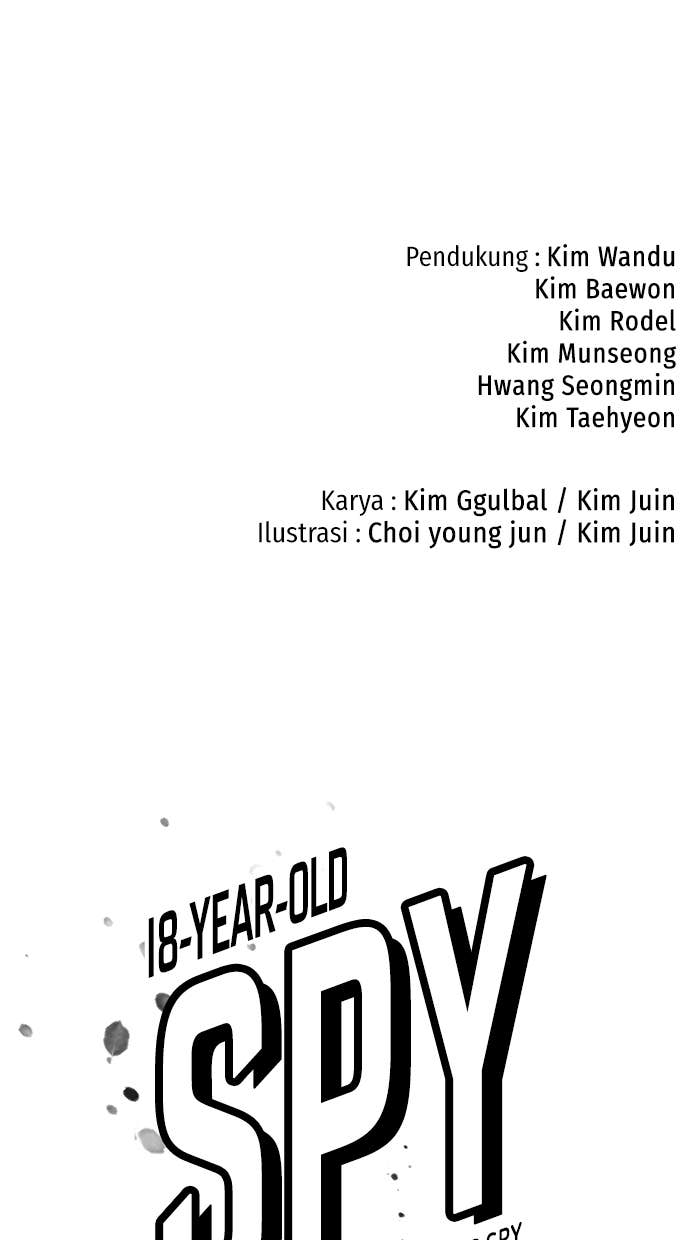 Pendukung : Kim Wandu
Kim Baewon
Kim Rodel
Kim Munseong
Hwang Seongmin
Kim Taehyeon
Karya : Kim Ggulbal / Kim Juin
Ilustrasi : Choi young jun / Kim Juin
18-YEAR-OLD
SPY
SPY